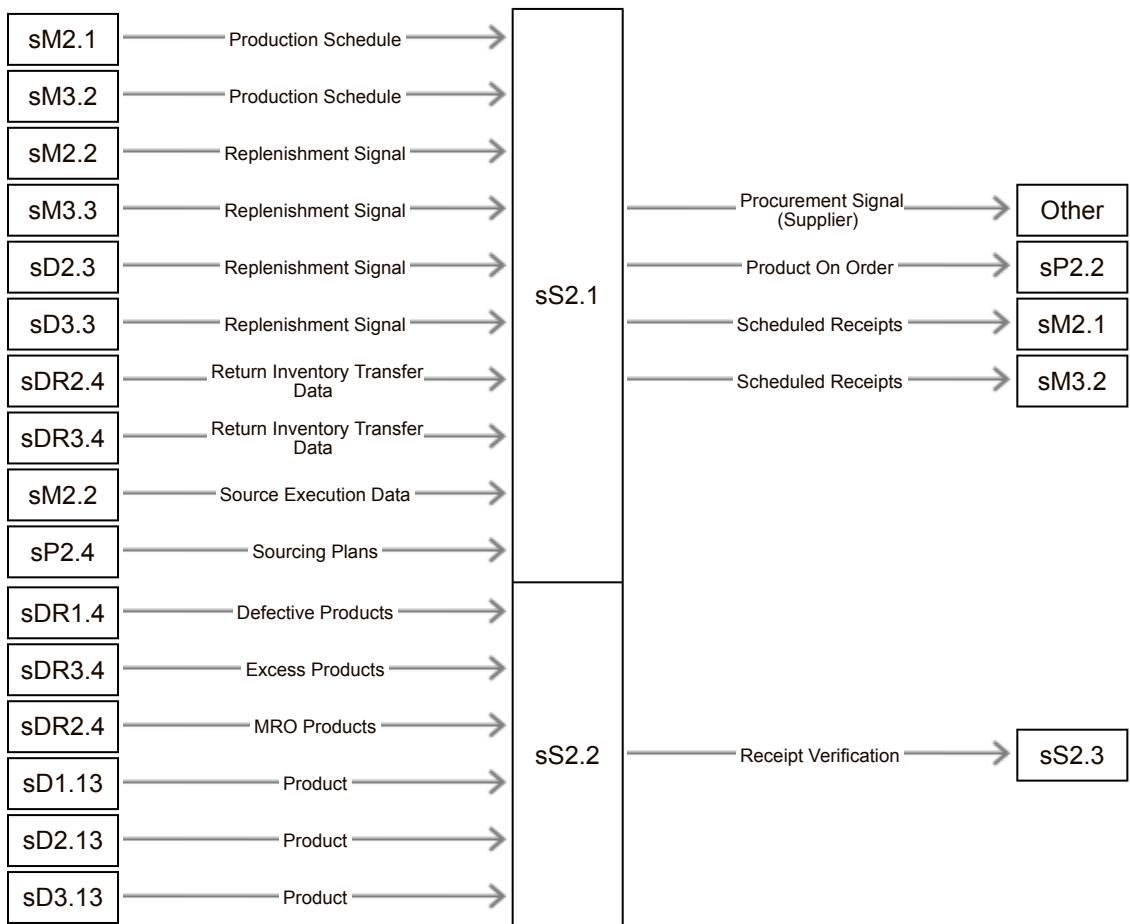 sM2.1
Production Schedule
sM3.2
Production Schedule
sM2.2
Replenishment Signal
sM3.3
Replenishment Signal
sD2.3
Replenishment Signal
sD3.3
Replenishment Signal
sDR2.4
Return Inventory Transfer
Data
sDR3.4
Return Inventory Transfer
Data
sM2.2
Source Execution Data
sP2.4
Sourcing Plans
sS2.1
Procurement Signal
(Supplier)
Other
Product On Order
sP2.2
Scheduled Receipts
sM2.1
Scheduled Receipts
sM3.2
sDR1.4
Defective Products
sDR3.4
Excess Products
sDR2.4
MRO Products
sD1.13
Product
sD2.13
Product
sD3.13
Product
sS2.2
Receipt Verification
sS2.3